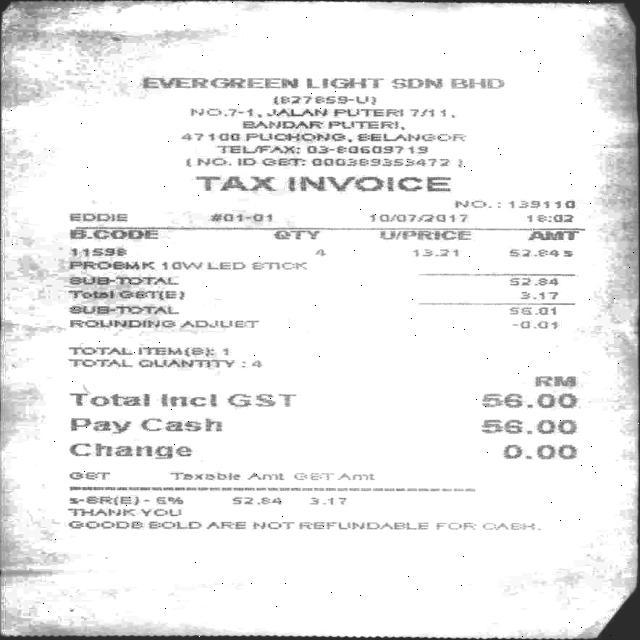 EVERGREEN LIGHT SDN BHD
(827859-U)
NO.7-1, JALAN PUTERI 7/11,
BANDAR PUTERI,
47100 PUCHONG, SELANGOR
TEL/FAX: 03-80609719
( NO. ID GST: 000389353472 )
TAX INVOICE
NO. : 139110
EDDIE #01-01 10/07/2017 18:02
B.CODE QTY U/PRICE AMT
11598 4 13.21 52.84 s
PROEMK 10W LED STICK
SUB-TOTAL 52.84
Total GST(E) 3.17
SUB-TOTAL 56.01
ROUNDING ADJUST -0.01
TOTAL ITEM(S): 1
TOTAL QUANTITY : 4
RM
Total Incl GST 56.00
Pay Cash 56.00
Change 0.00
GST Taxable Amt GST Amt
s-SR(E) - 6% 52.84 3.17
THANK YOU
GOODS SOLD ARE NOT REFUNDABLE FOR CASH.